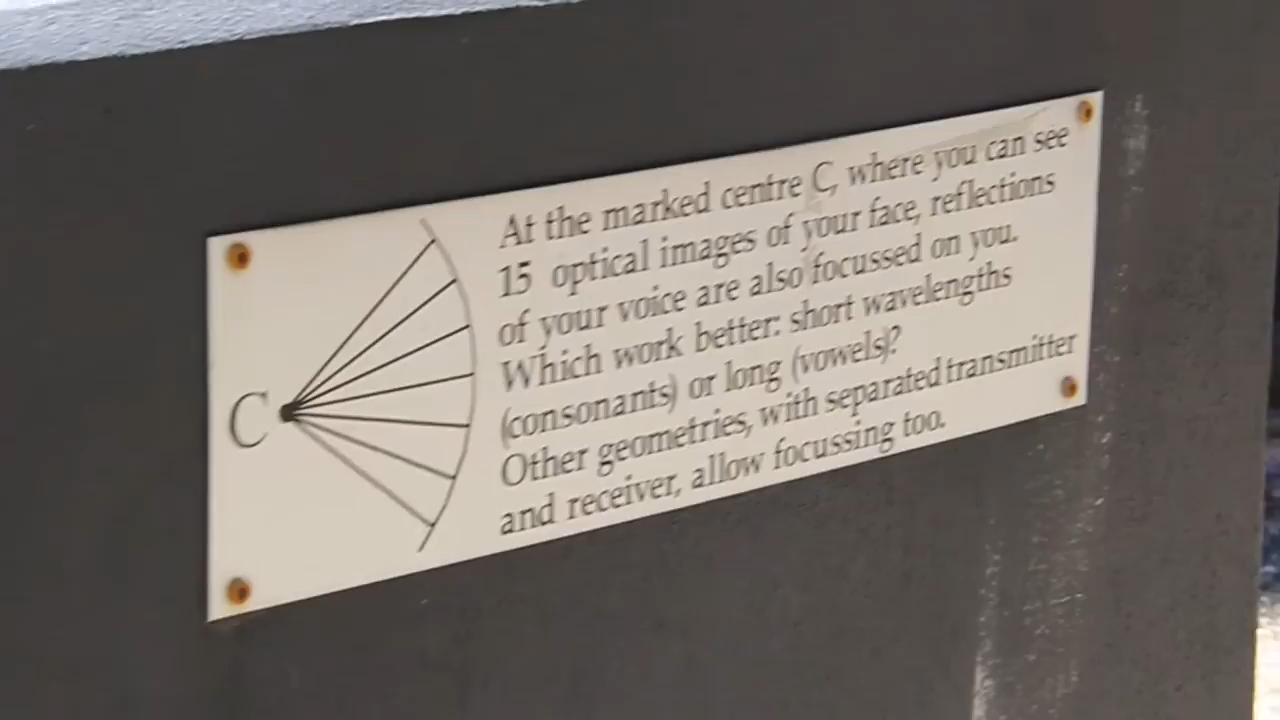 C
At the marked centre C, where you can see
15 optical images of your face, reflections
of your voice are also focussed on you.
Which work better: short wavelengths
(consonants) or long (vowels)?
Other geometries, with separated transmitter
and receiver, allow focussing too.